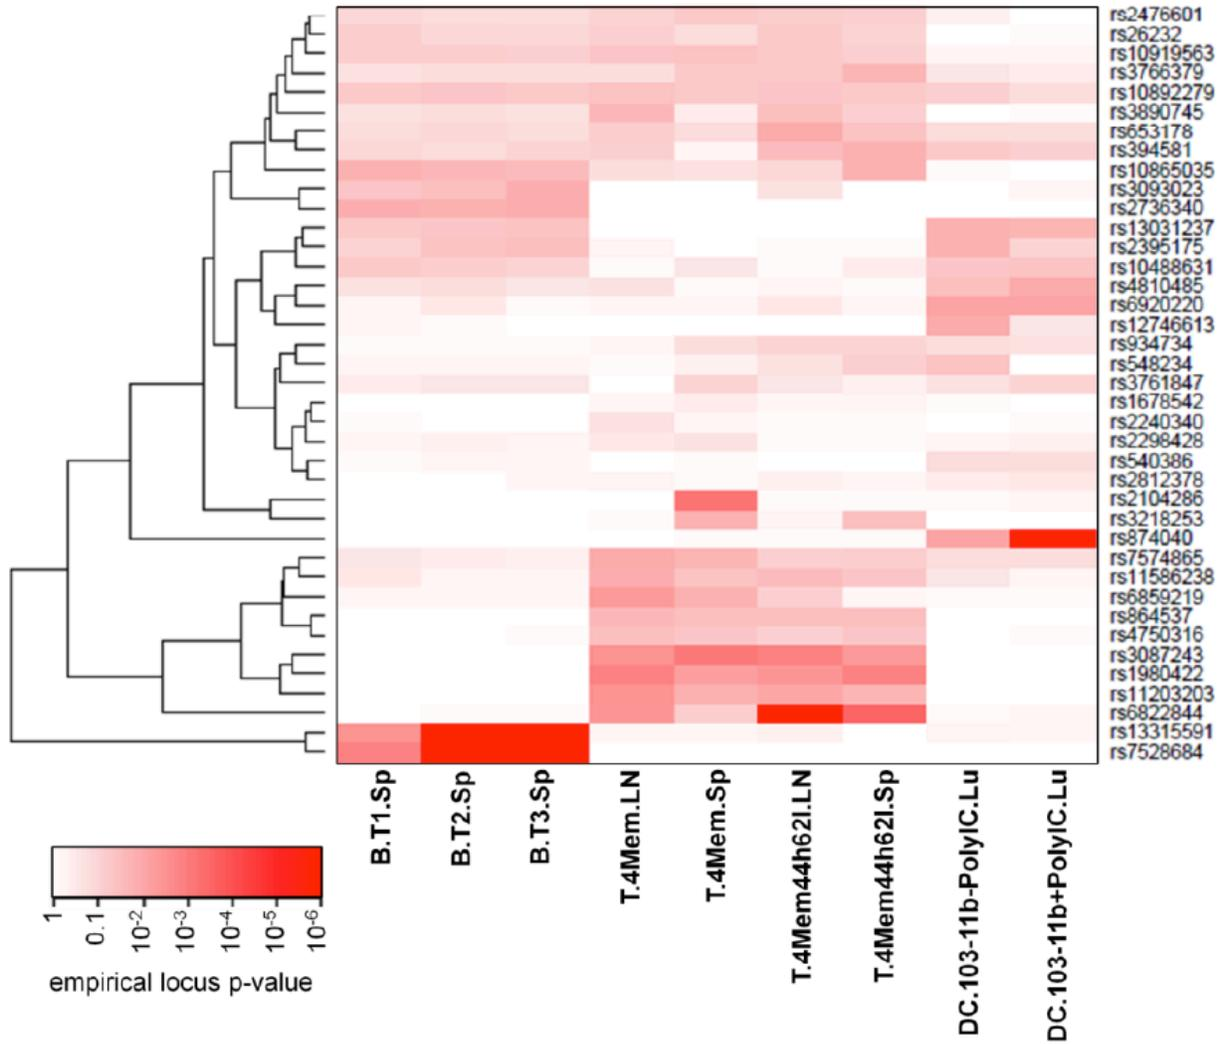 rs2476601
rs26232
rs10919563
rs3766379
rs10892279
rs3890745
rs653178
rs394581
rs10865035
rs3093023
rs2736340
rs13031237
rs2395175
rs10488631
rs4810485
rs6920220
rs12746613
rs934734
rs548234
rs3761847
rs1678542
rs2240340
rs2298428
rs540386
rs2812378
rs2104286
rs3218253
rs874040
rs7574865
rs11586238
rs6859219
rs864537
rs4750316
rs3087243
rs1980422
rs11203203
rs6822844
rs13315591
rs7528684
B.T1.Sp
B.T2.Sp
B.T3.Sp
T.4Mem.LN
T.4Mem.Sp
T.4Mem44h62l.LN
T.4Mem44h62l.Sp
DC.103-11b-PolyIC.Lu
DC.103-11b+PolyIC.Lu
1
0.1
10-2
10-3
10-4
10-5
10-6
empirical locus p-value